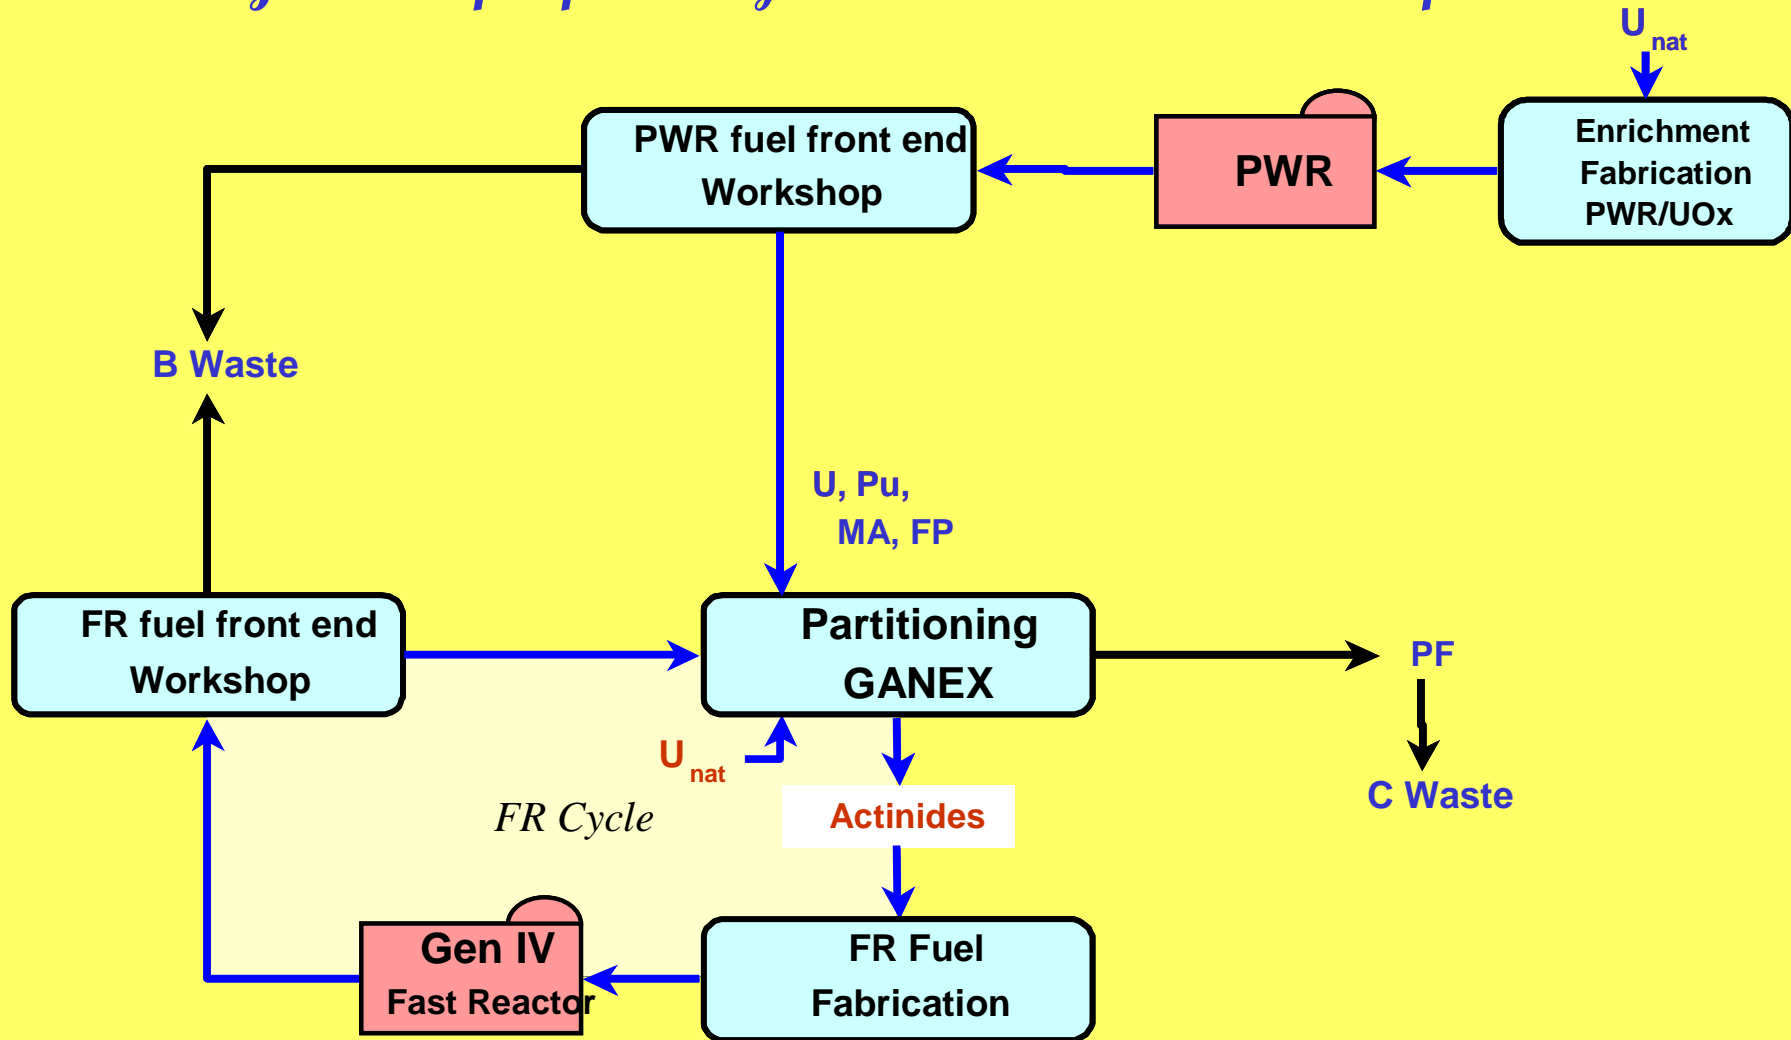 U nat
Enrichment
Fabrication
PWR/UOx
PWR
PWR fuel front end
Workshop
B Waste
U, Pu,
MA, FP
FR fuel front end
Workshop
Partitioning
GANEX
PF
C Waste
U nat
Actinides
FR Cycle
Gen IV
Fast Reactor
FR Fuel
Fabrication